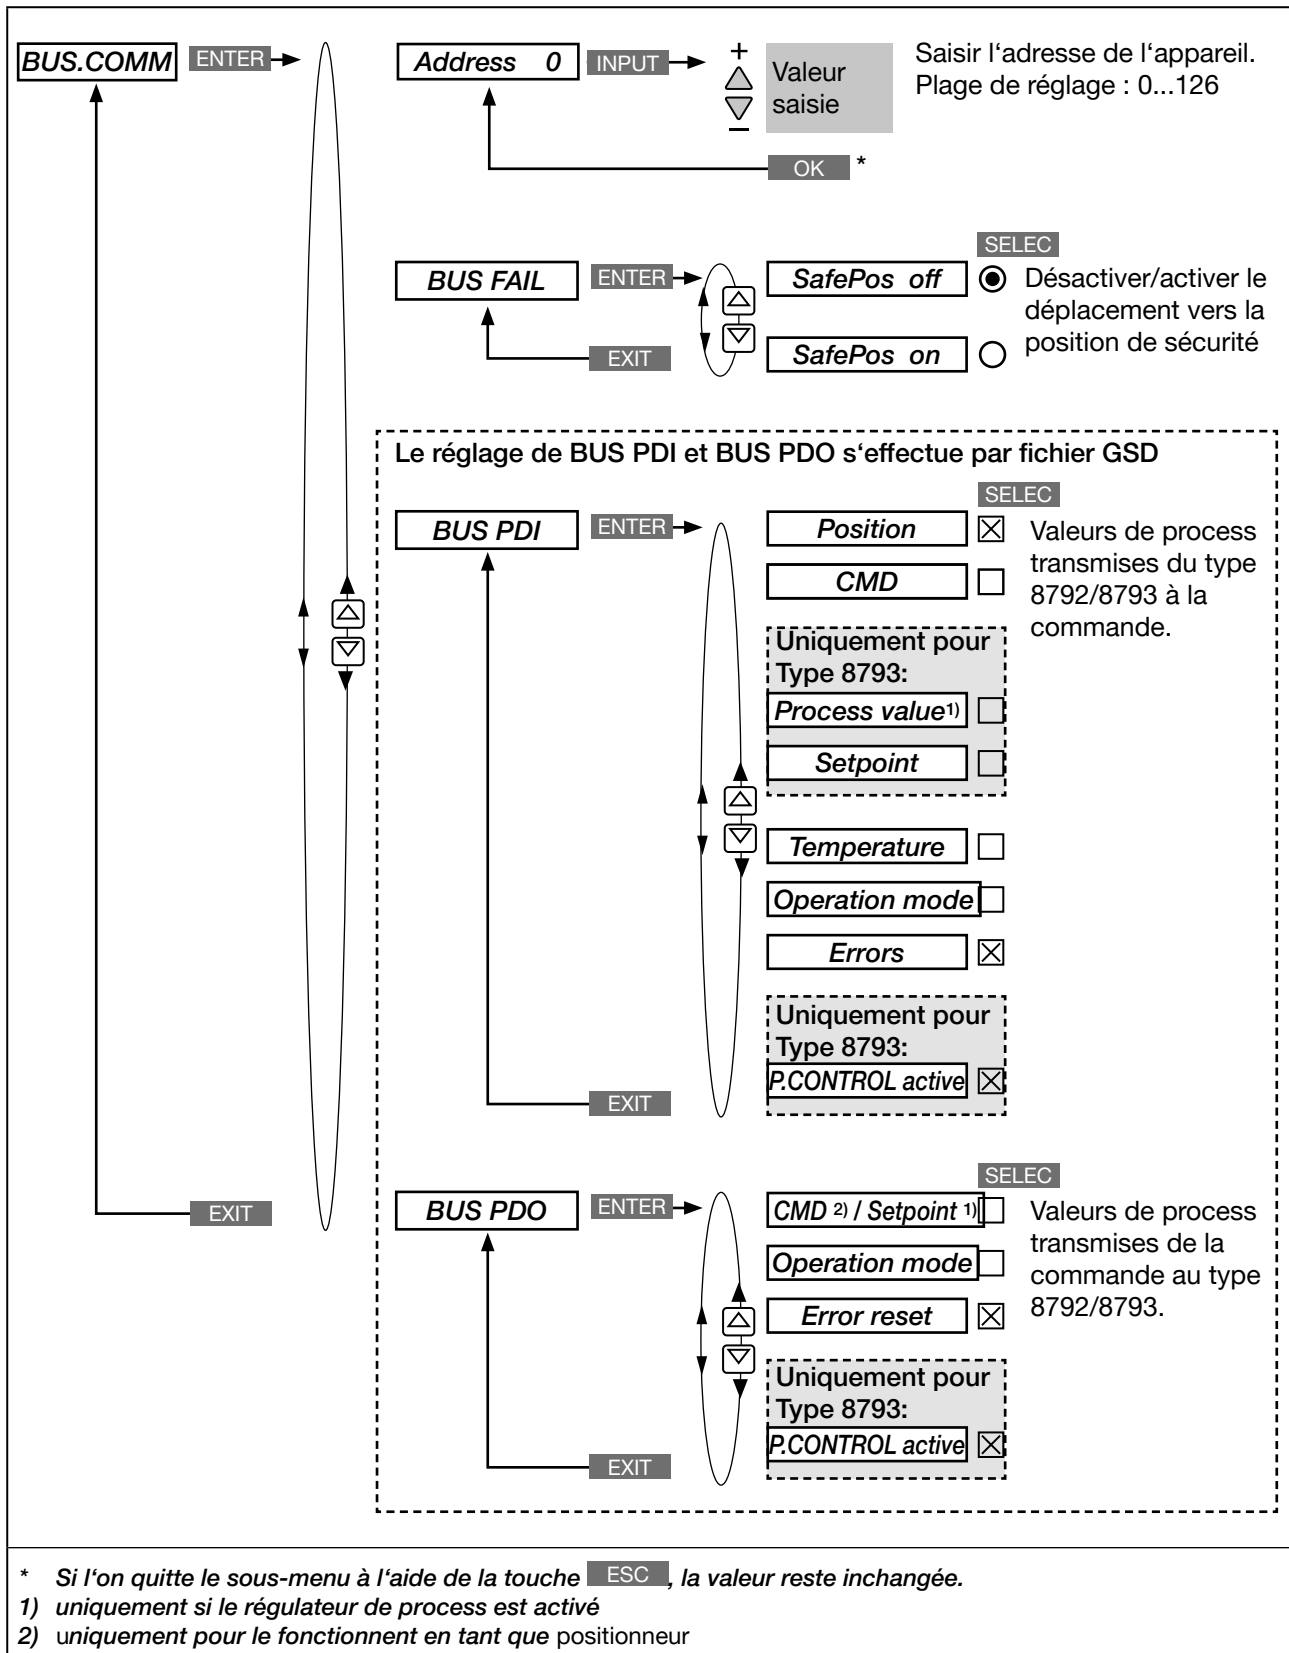 BUS.COMM ENTER
Address 0 INPUT
+
–
Valeur
saisie
Saisir l‘adresse de l‘appareil.
Plage de réglage : 0...126
OK *
BUS FAIL ENTER
EXIT
SELEC
SafePos off
SafePos on
Désactiver/activer le
déplacement vers la
position de sécurité
Le réglage de BUS PDI et BUS PDO s‘effectue par fichier GSD
BUS PDI ENTER
SELEC
Position
CMD
Valeurs de process
transmises du type
8792/8793 à la
commande.
Uniquement pour
Type 8793:
Process value1)
Setpoint
Temperature
Operation mode
Errors
Uniquement pour
Type 8793:
P.CONTROL active
EXIT
EXIT
BUS PDO ENTER
SELEC
CMD 2) / Setpoint 1)
Operation mode
Error reset
Valeurs de process
transmises de la
commande au type
8792/8793.
Uniquement pour
Type 8793:
P.CONTROL active
EXIT
* Si l‘on quitte le sous-menu à l‘aide de la touche ESC , la valeur reste inchangée.
1) uniquement si le régulateur de process est activé
2) uniquement pour le fonctionnent en tant que positionneur